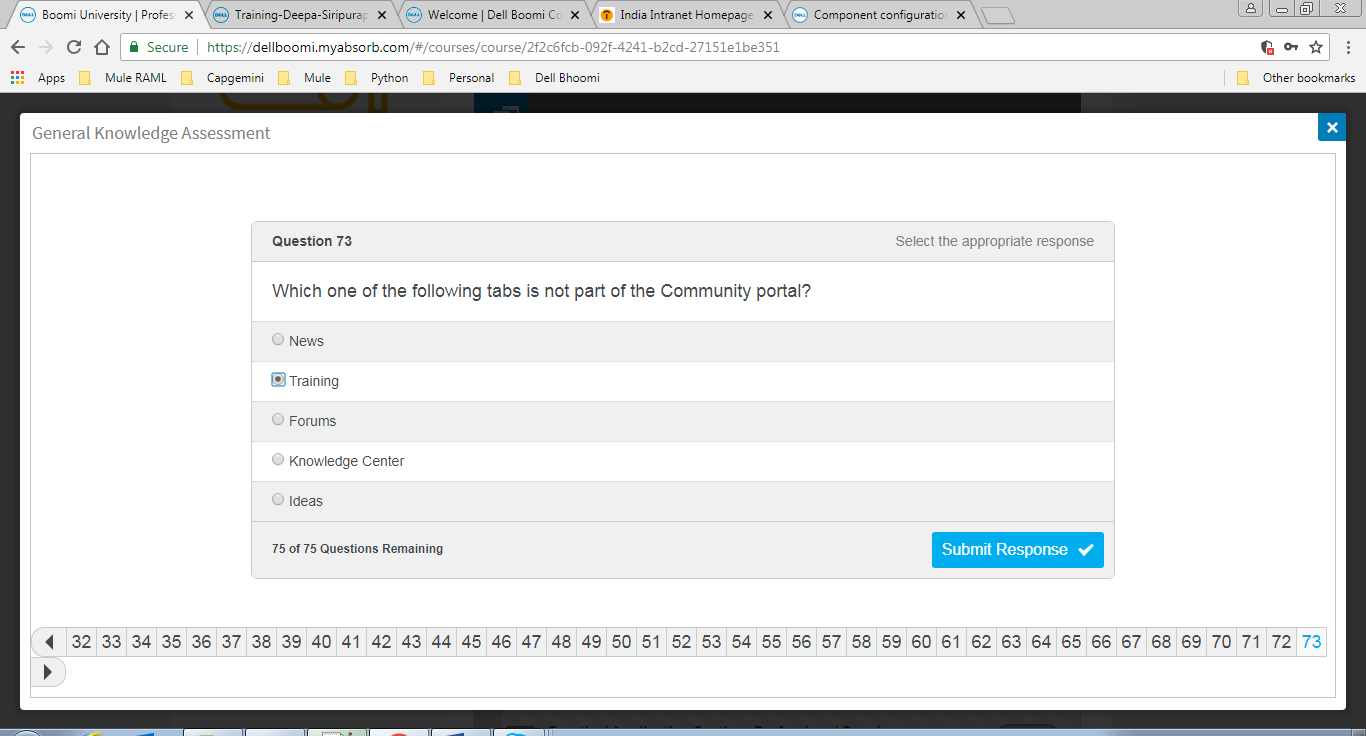 Boomi University | Profes
Training-Deepa-Siripurap
Welcome | Dell Boomi Co
India Intranet Homepage
Component configuratio
Secure
https://dellboomi.myabsorb.com/#/courses/course/2f2c6fcb-092f-4241-b2cd-27151e1be351
Apps Mule RAML Capgemini Mule Python Personal Dell Bhoomi Other bookmarks
General Knowledge Assessment
Question 73 Select the appropriate response
Which one of the following tabs is not part of the Community portal?
News
Training
Forums
Knowledge Center
Ideas
75 of 75 Questions Remaining Submit Response
32 33 34 35 36 37 38 39 40 41 42 43 44 45 46 47 48 49 50 51 52 53 54 55 56 57 58 59 60 61 62 63 64 65 66 67 68 69 70 71 72 73